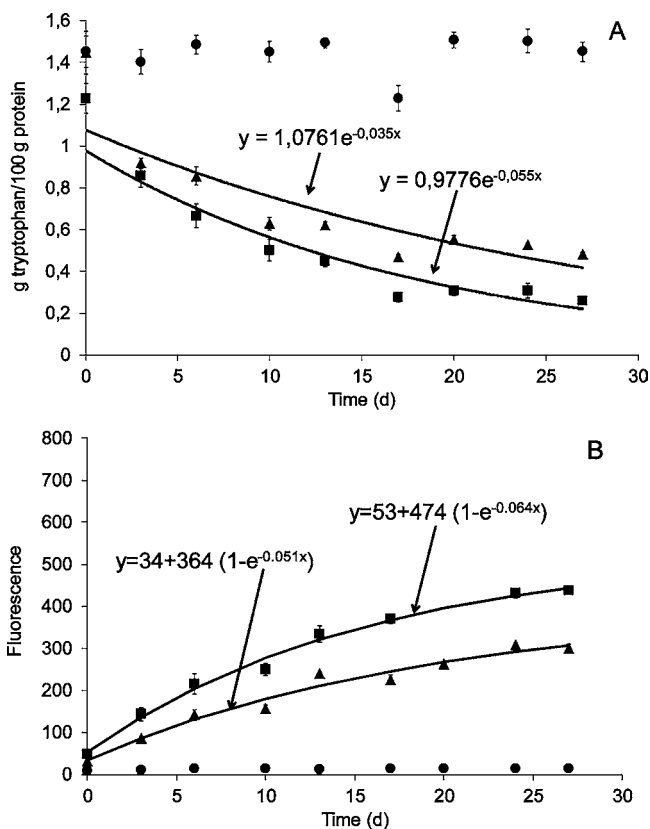 A
1,6
1,4
1,2
1
0,8
0,6
0,4
0,2
0
g tryptophan/100 g protein
y = 1,0761e-0,035x
y = 0,9776e-0,055x
0 5 10 15 20 25 30
Time (d)
B
800
700
600
500
400
300
200
100
0
Fluorescence
y=53+474 (1-e-0.064x)
y=34+364 (1-e-0.051x)
0 5 10 15 20 25 30
Time (d)